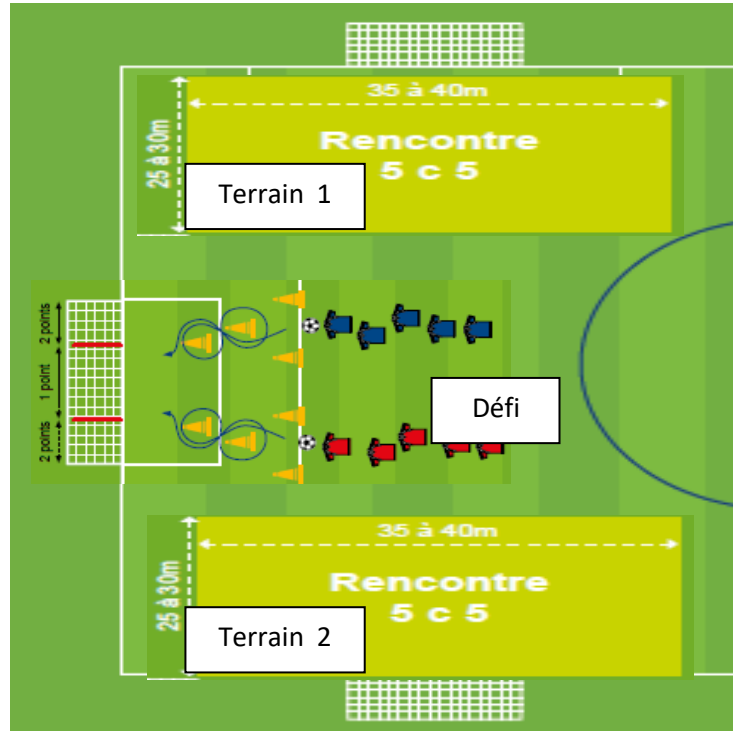 35 à 40m
25 à 30m
Rencontre
5 c 5
Terrain 1
2 points
1 point
2 points
Défi
35 à 40m
25 à 30m
Rencontre
5 c 5
Terrain 2